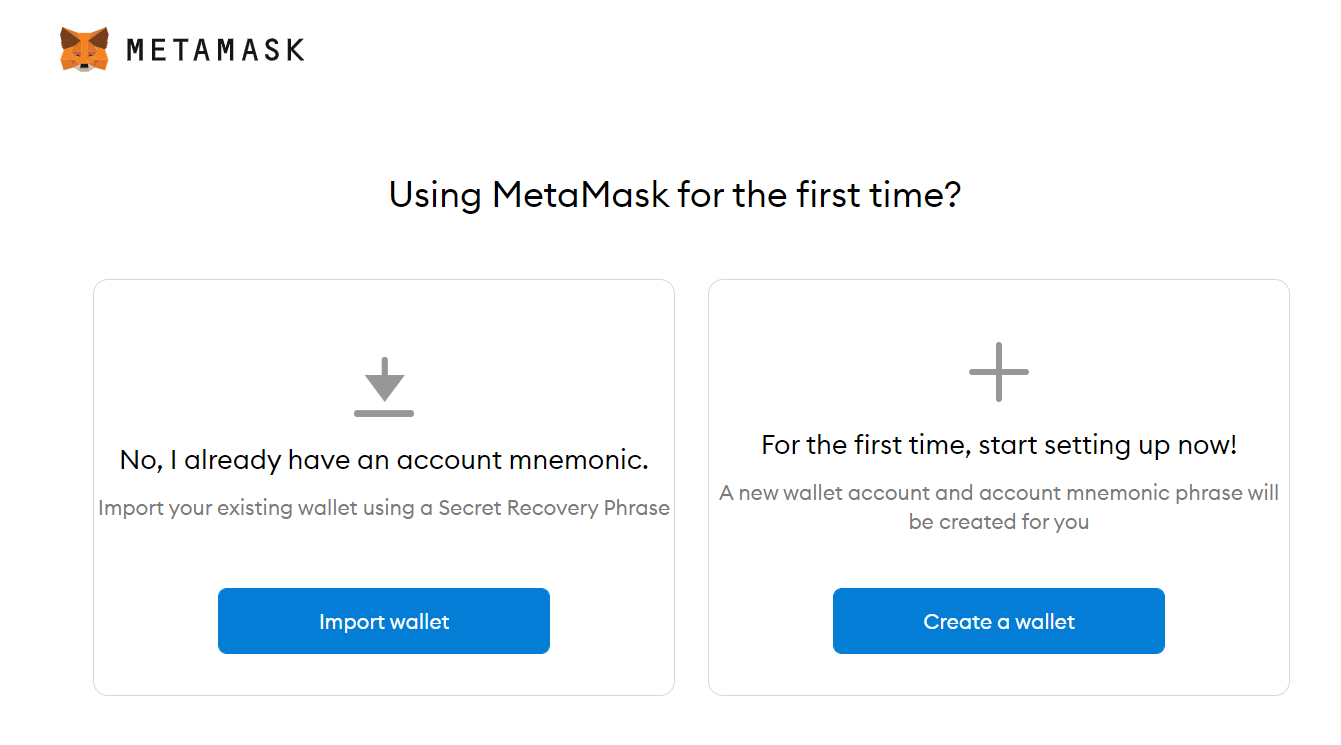 METAMASK
Using MetaMask for the first time?
No, I already have an account mnemonic.
Import your existing wallet using a Secret Recovery Phrase
Import wallet
For the first time, start setting up now!
A new wallet account and account mnemonic phrase will
be created for you
Create a wallet